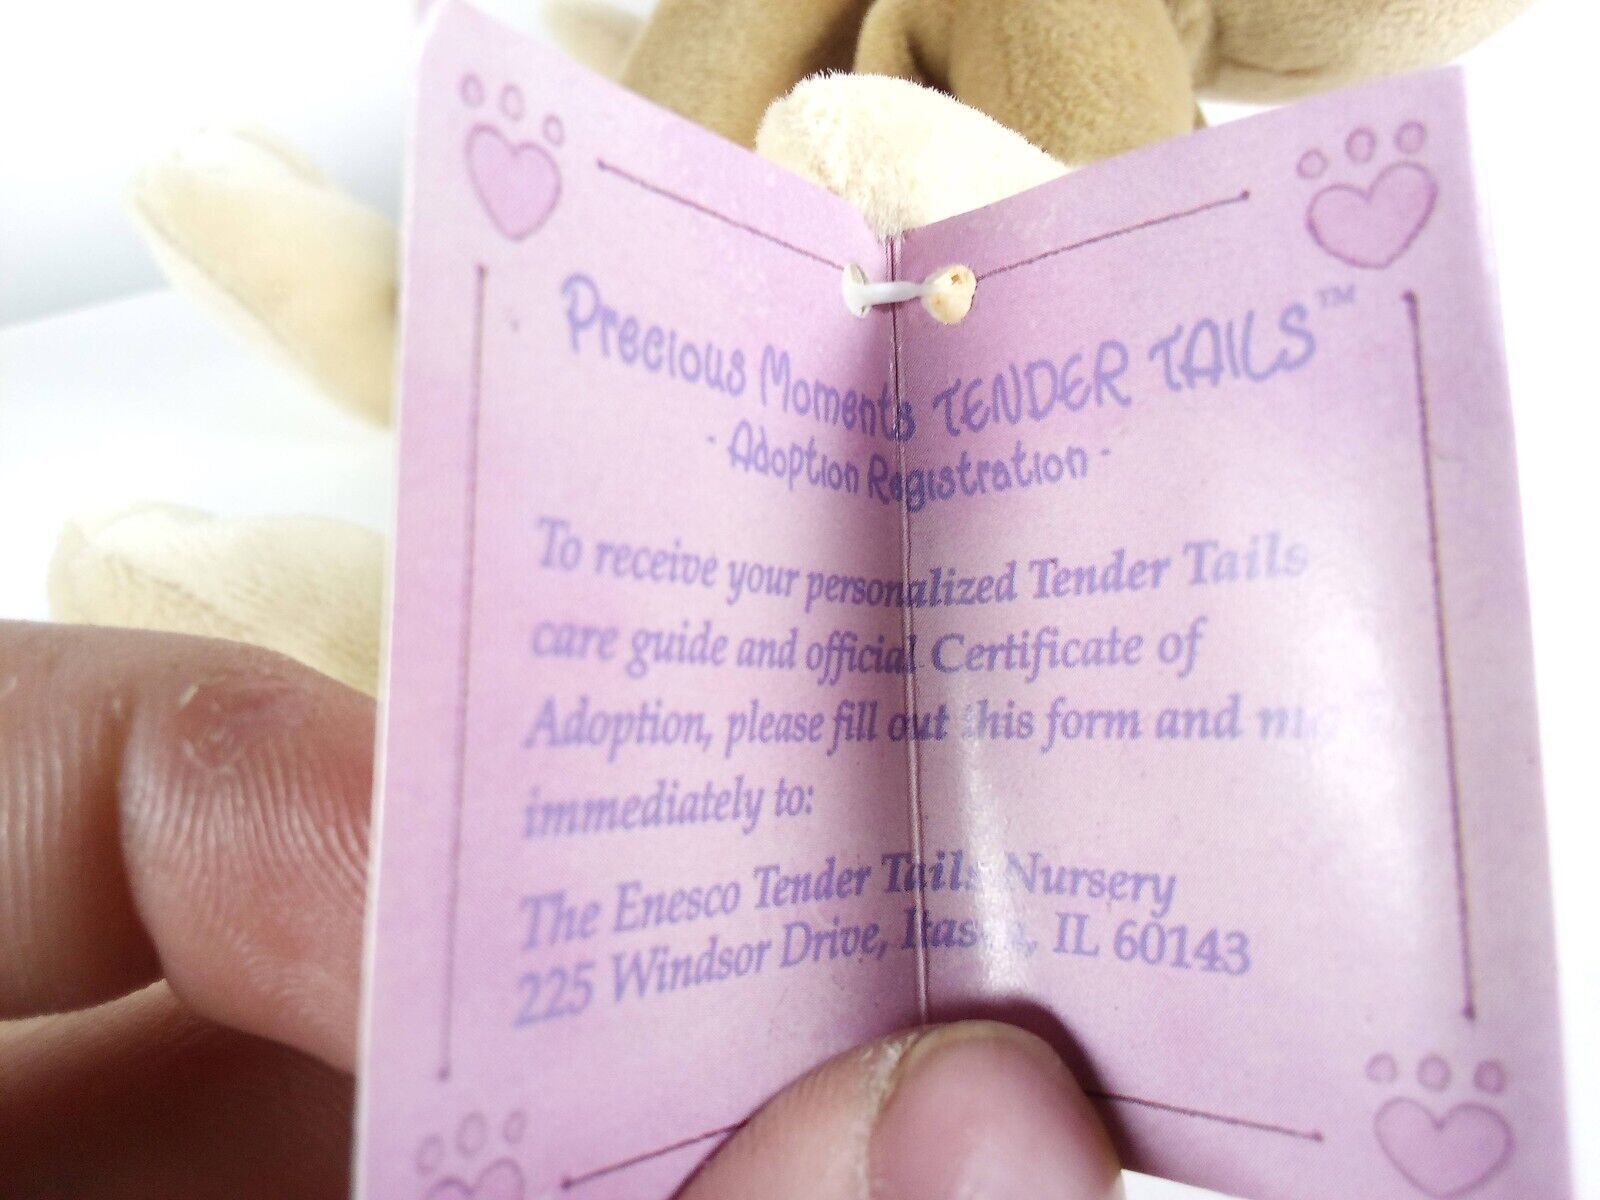 Precious Moments TENDER TAILS™
- Adoption Registration -
To receive your personalized Tender Tails
care guide and official Certificate of
Adoption, please fill out this form and
immediately to:
The Enesco Tender Tails Nursery
225 Windsor Drive, Itasca, IL 60143